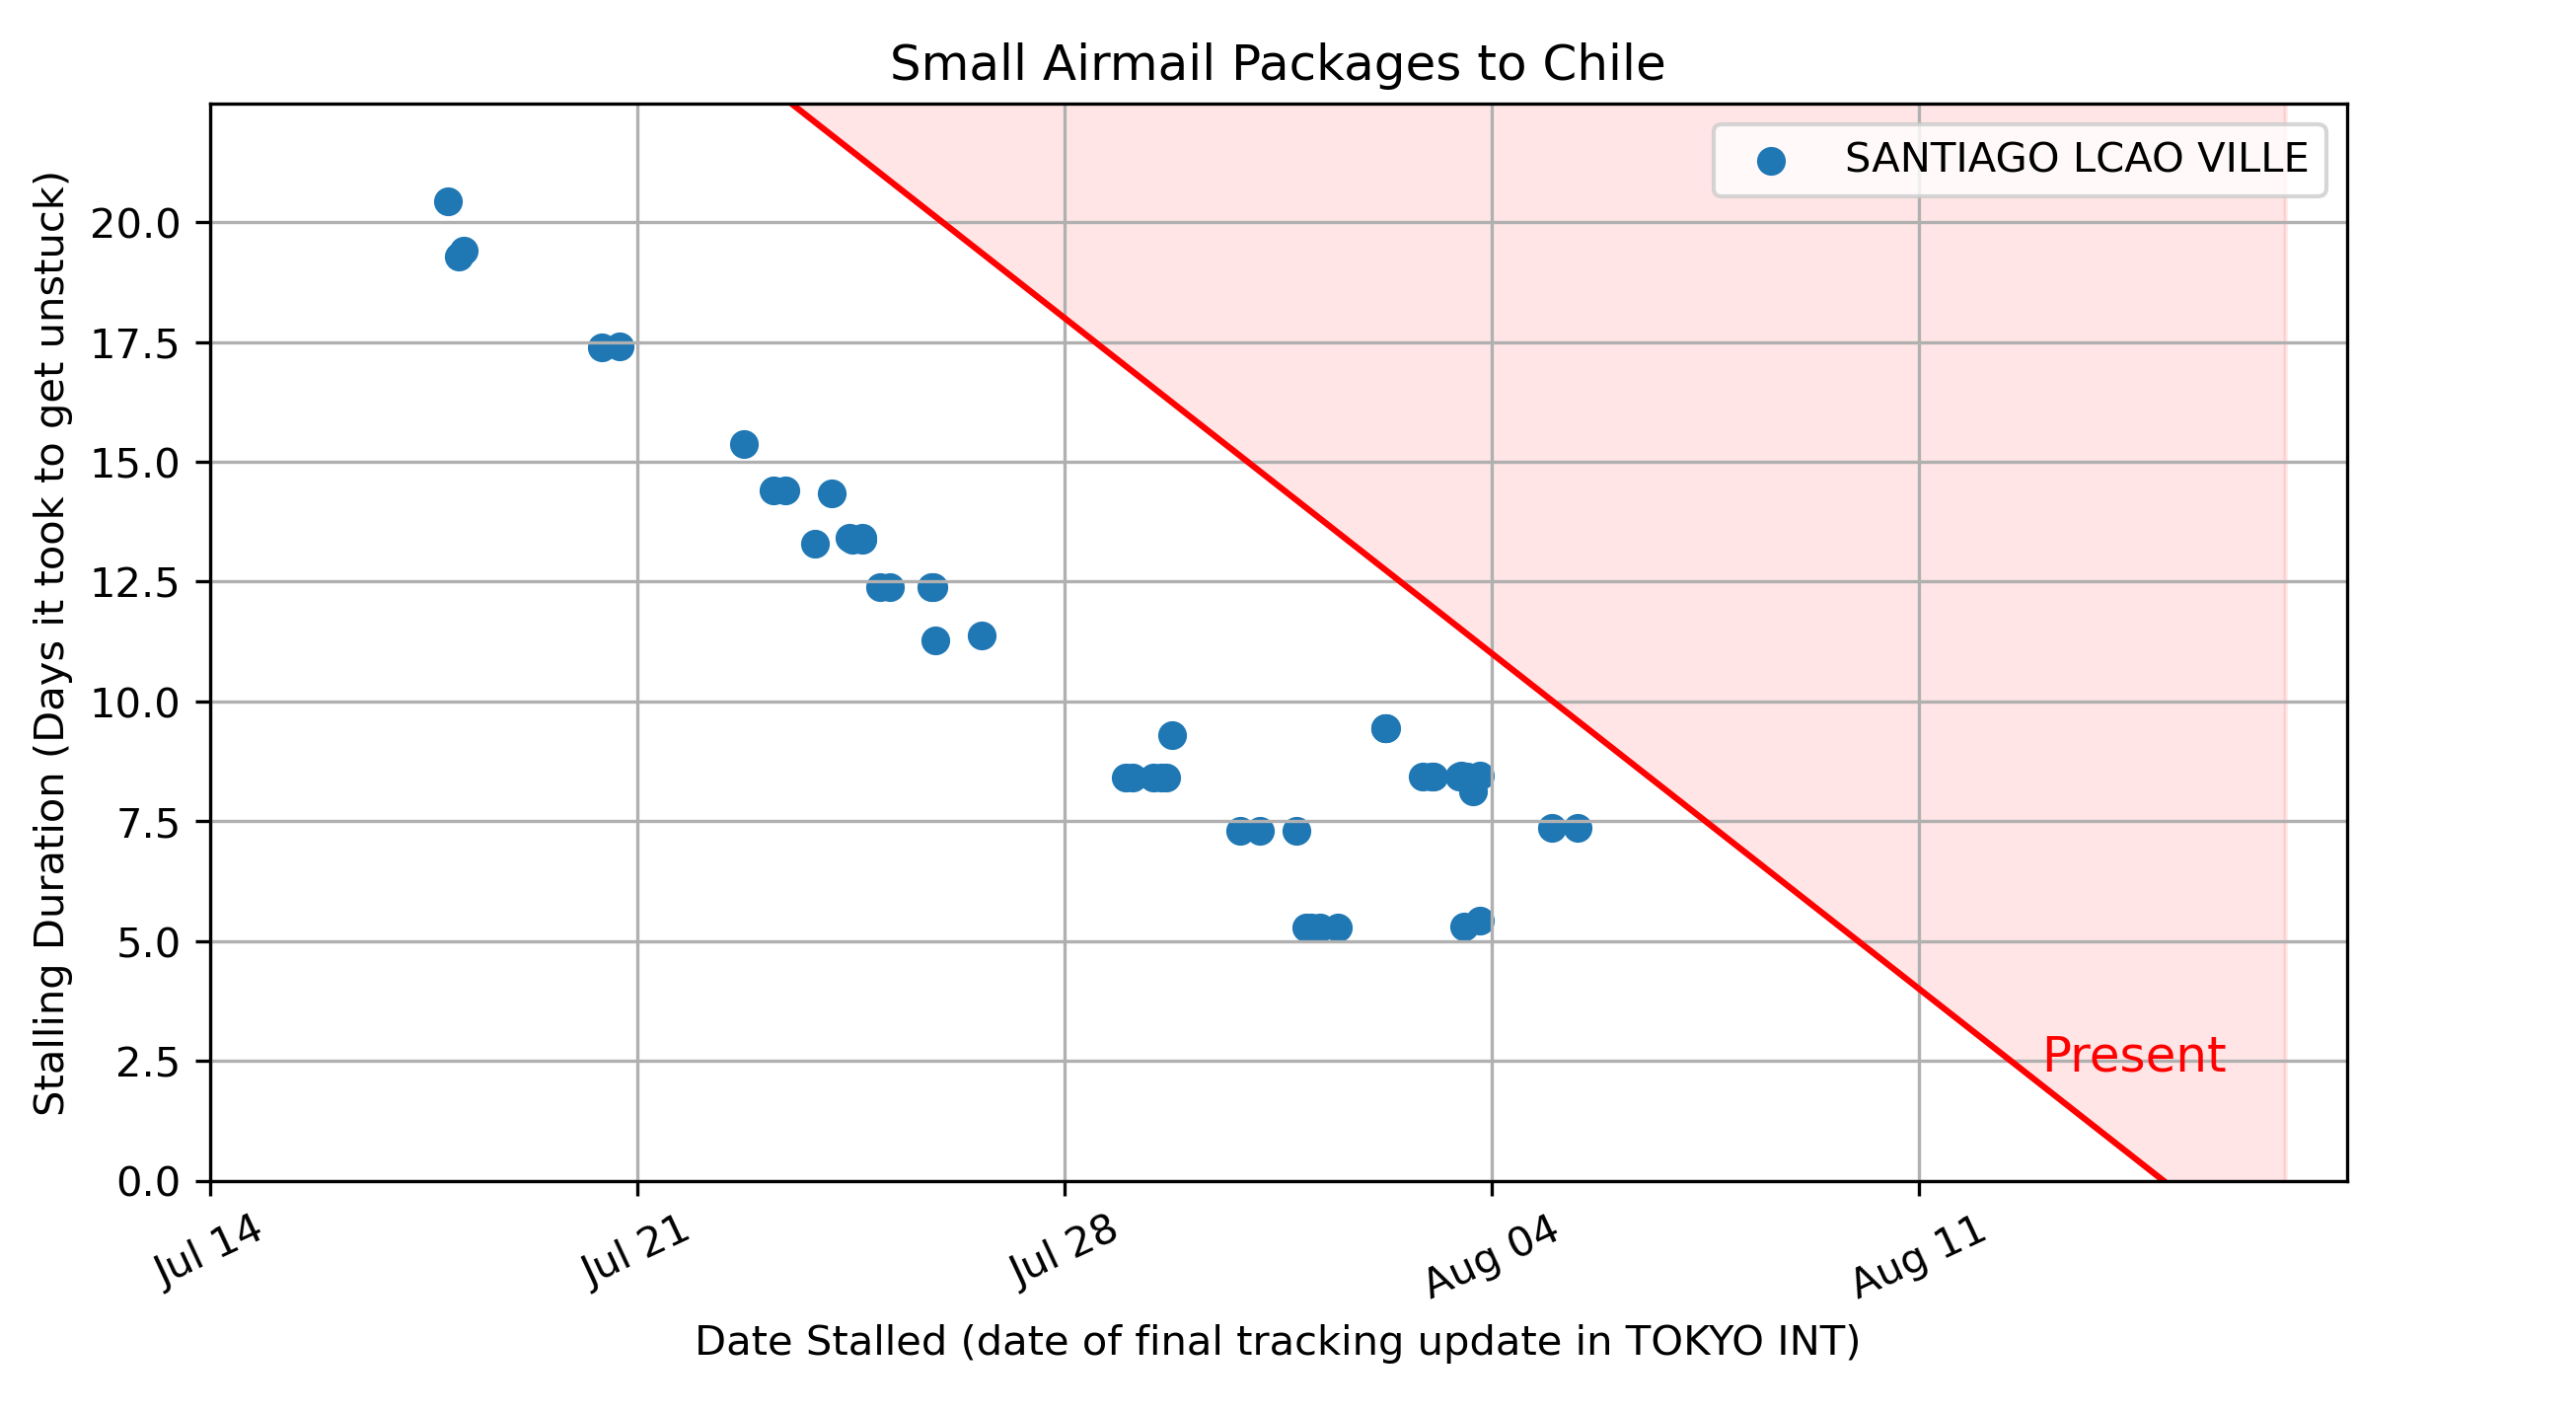 Small Airmail Packages to Chile
SANTIAGO LCAO VILLE
Stalling Duration (Days it took to get unstuck)
20.0
17.5
15.0
12.5
10.0
7.5
5.0
2.5
0.0
Present
Jul 14
Jul 21
Jul 28
Aug 04
Aug 11
Date Stalled (date of final tracking update in TOKYO INT)